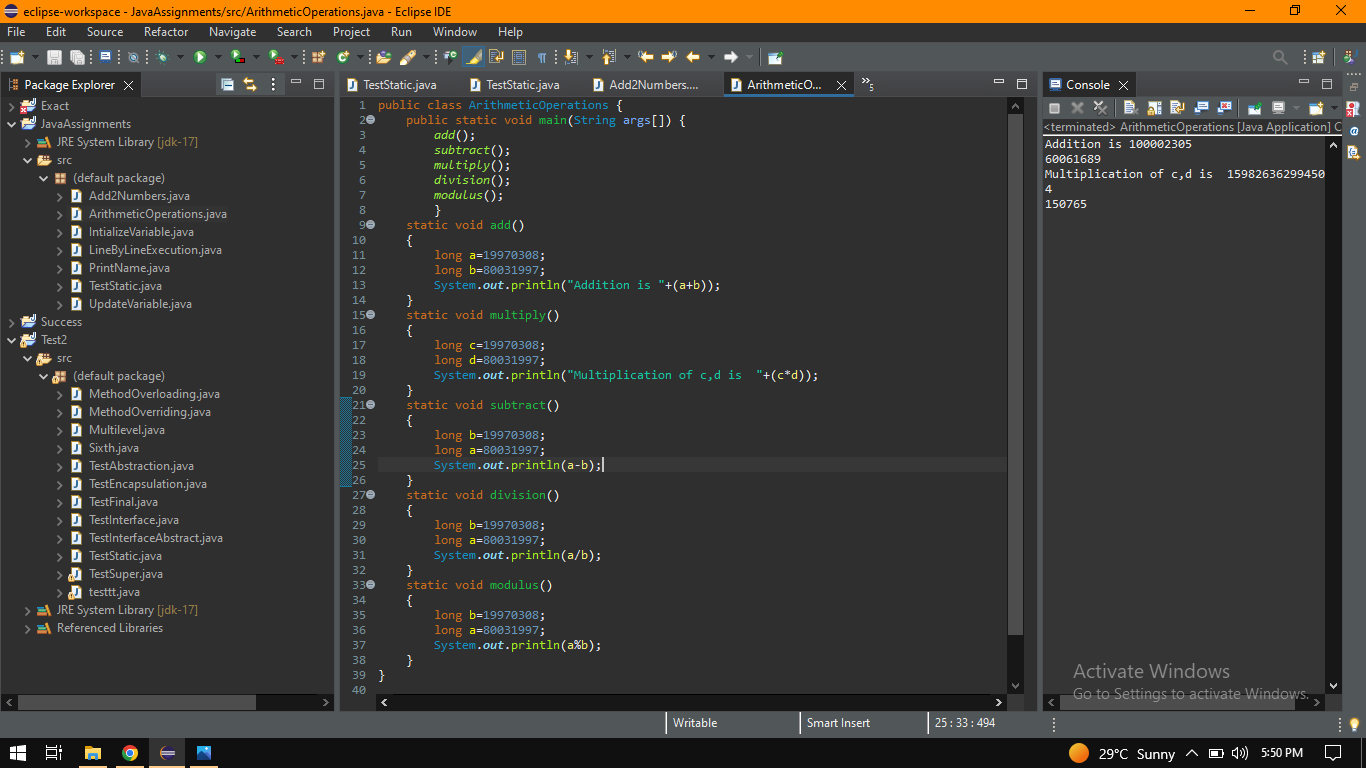 eclipse-workspace - JavaAssignments/src/ArithmeticOperations.java - Eclipse IDE
File Edit Source Refactor Navigate Search Project Run Window Help
Package Explorer
Exact
JavaAssignments
JRE System Library [jdk-17]
src
(default package)
Add2Numbers.java
ArithmeticOperations.java
IntializeVariable.java
LineByLineExecution.java
PrintName.java
TestStatic.java
UpdateVariable.java
Success
Test2
src
(default package)
MethodOverloading.java
MethodOverriding.java
Multilevel.java
Sixth.java
TestAbstraction.java
TestEncapsulation.java
TestFinal.java
TestInterface.java
TestInterfaceAbstract.java
TestStatic.java
TestSuper.java
testtt.java
JRE System Library [jdk-17]
Referenced Libraries
TestStatic.java TestStatic.java Add2Numbers.... ArithmeticO... »5
1 public class ArithmeticOperations {
2 public static void main(String args[]) {
3 add();
4 subtract();
5 multiply();
6 division();
7 modulus();
8 }
9 static void add()
10 {
11 long a=19970308;
12 long b=80031997;
13 System.out.println("Addition is "+(a+b));
14 }
15 static void multiply()
16 {
17 long c=19970308;
18 long d=80031997;
19 System.out.println("Multiplication of c,d is  "+(c*d));
20 }
21 static void subtract()
22 {
23 long b=19970308;
24 long a=80031997;
25 System.out.println(a-b);
26 }
27 static void division()
28 {
29 long b=19970308;
30 long a=80031997;
31 System.out.println(a/b);
32 }
33 static void modulus()
34 {
35 long b=19970308;
36 long a=80031997;
37 System.out.println(a%b);
38 }
39 }
40
Console
<terminated> ArithmeticOperations [Java Application] C
Addition is 100002305
60061689
Multiplication of c,d is  15982636299450
4
150765
Activate Windows
Go to Settings to activate Windows.
Writable Smart Insert 25 : 33 : 494
29°C Sunny 5:50 PM